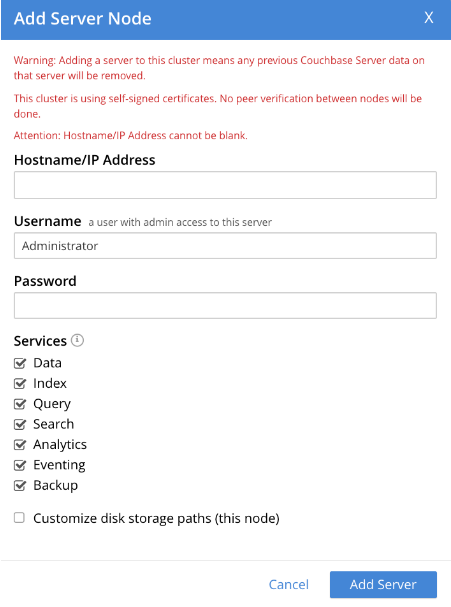 Add Server Node X
Warning: Adding a server to this cluster means any previous Couchbase Server data on
that server will be removed.
This cluster is using self-signed certificates. No peer verification between nodes will be
done.
Attention: Hostname/IP Address cannot be blank.
Hostname/IP Address
Username a user with admin access to this server
Administrator
Password
Services i
Data
Index
Query
Search
Analytics
Eventing
Backup
Customize disk storage paths (this node)
Cancel Add Server